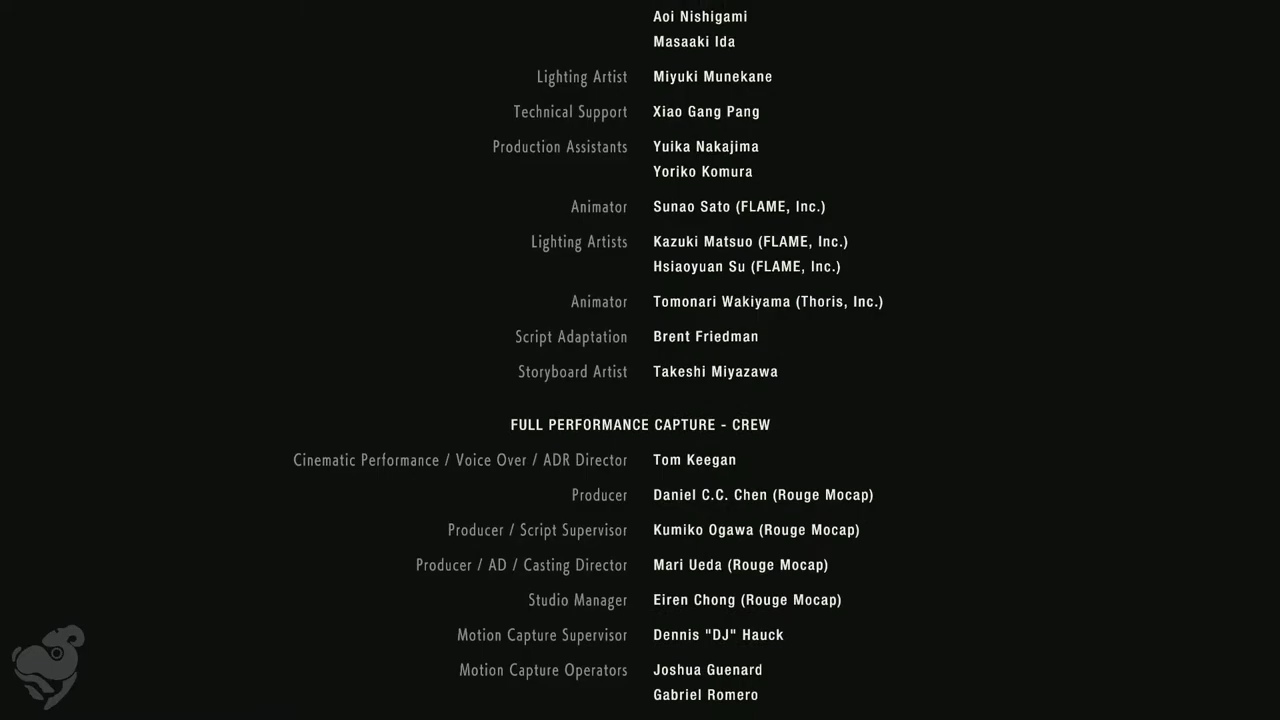 Aoi Nishigami
Masaaki Ida
Lighting Artist Miyuki Munekane
Technical Support Xiao Gang Pang
Production Assistants Yuika Nakajima
Yoriko Komura
Animator Sunao Sato (FLAME, Inc.)
Lighting Artists Kazuki Matsuo (FLAME, Inc.)
Hsiaoyuan Su (FLAME, Inc.)
Animator Tomonari Wakiyama (Thoris, Inc.)
Script Adaptation Brent Friedman
Storyboard Artist Takeshi Miyazawa
FULL PERFORMANCE CAPTURE - CREW
Cinematic Performance / Voice Over / ADR Director Tom Keegan
Producer Daniel C.C. Chen (Rouge Mocap)
Producer / Script Supervisor Kumiko Ogawa (Rouge Mocap)
Producer / AD / Casting Director Mari Ueda (Rouge Mocap)
Studio Manager Eiren Chong (Rouge Mocap)
Motion Capture Supervisor Dennis "DJ" Hauck
Motion Capture Operators Joshua Guenard
Gabriel Romero